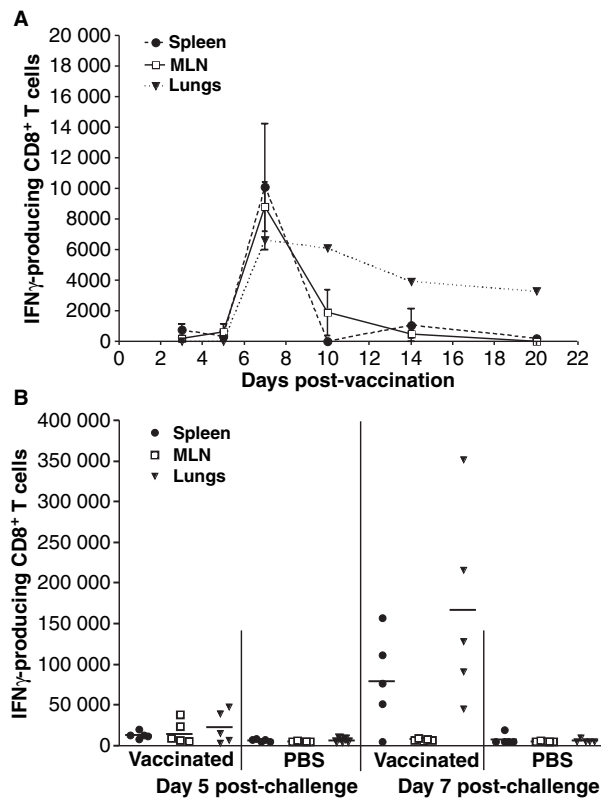 A
IFNγ-producing CD8⁺ T cells
20 000
18 000
16 000
14 000
12 000
10 000
8000
6000
4000
2000
0
Spleen
MLN
Lungs
0 2 4 6 8 10 12 14 16 18 20 22
Days post-vaccination
B
IFNγ-producing CD8⁺ T cells
400 000
350 000
300 000
250 000
200 000
150 000
100 000
50 000
0
Spleen
MLN
Lungs
Vaccinated PBS Vaccinated PBS
Day 5 post-challenge Day 7 post-challenge